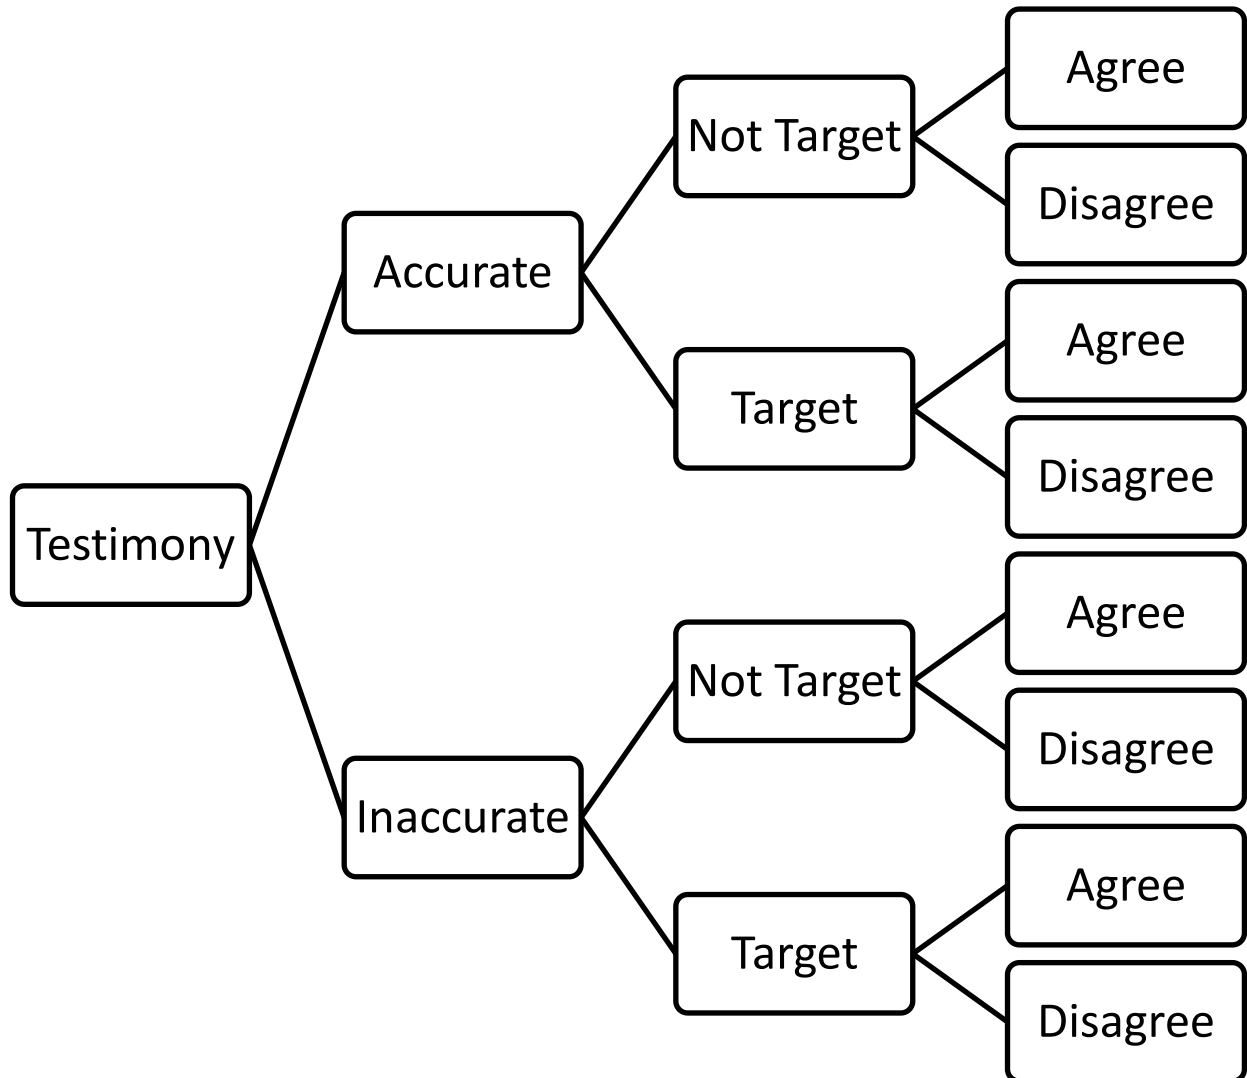 Testimony
Accurate
Not Target
Agree
Disagree
Target
Agree
Disagree
Inaccurate
Not Target
Agree
Disagree
Target
Agree
Disagree